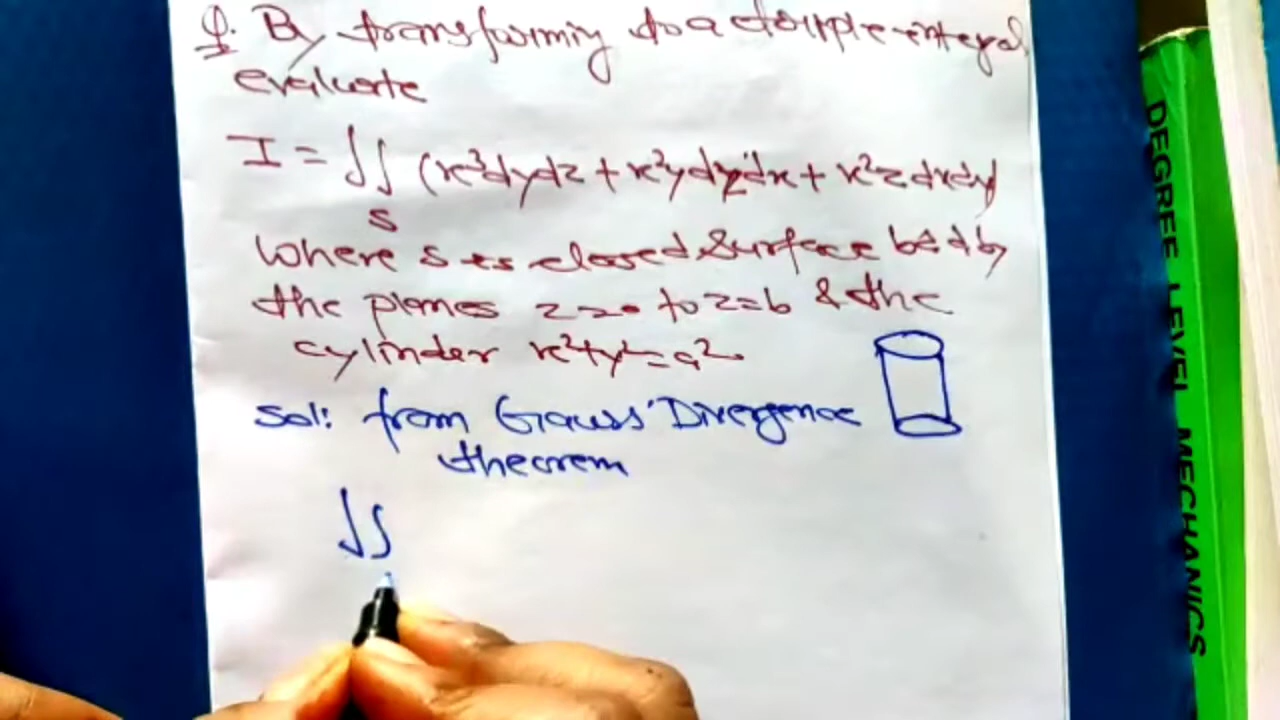 Q. By transforming to a triple integral
evaluate
I = ∬ (x³dydz + x²ydzdx + x²zdxdy
S
Where S is closed surface bdd by
the planes z=0 to z=b & the
cylinder x²+y²=a².
Sol: from Gauss' Divergence
theorem
∬
DEGREE LEVEL MECHANICS